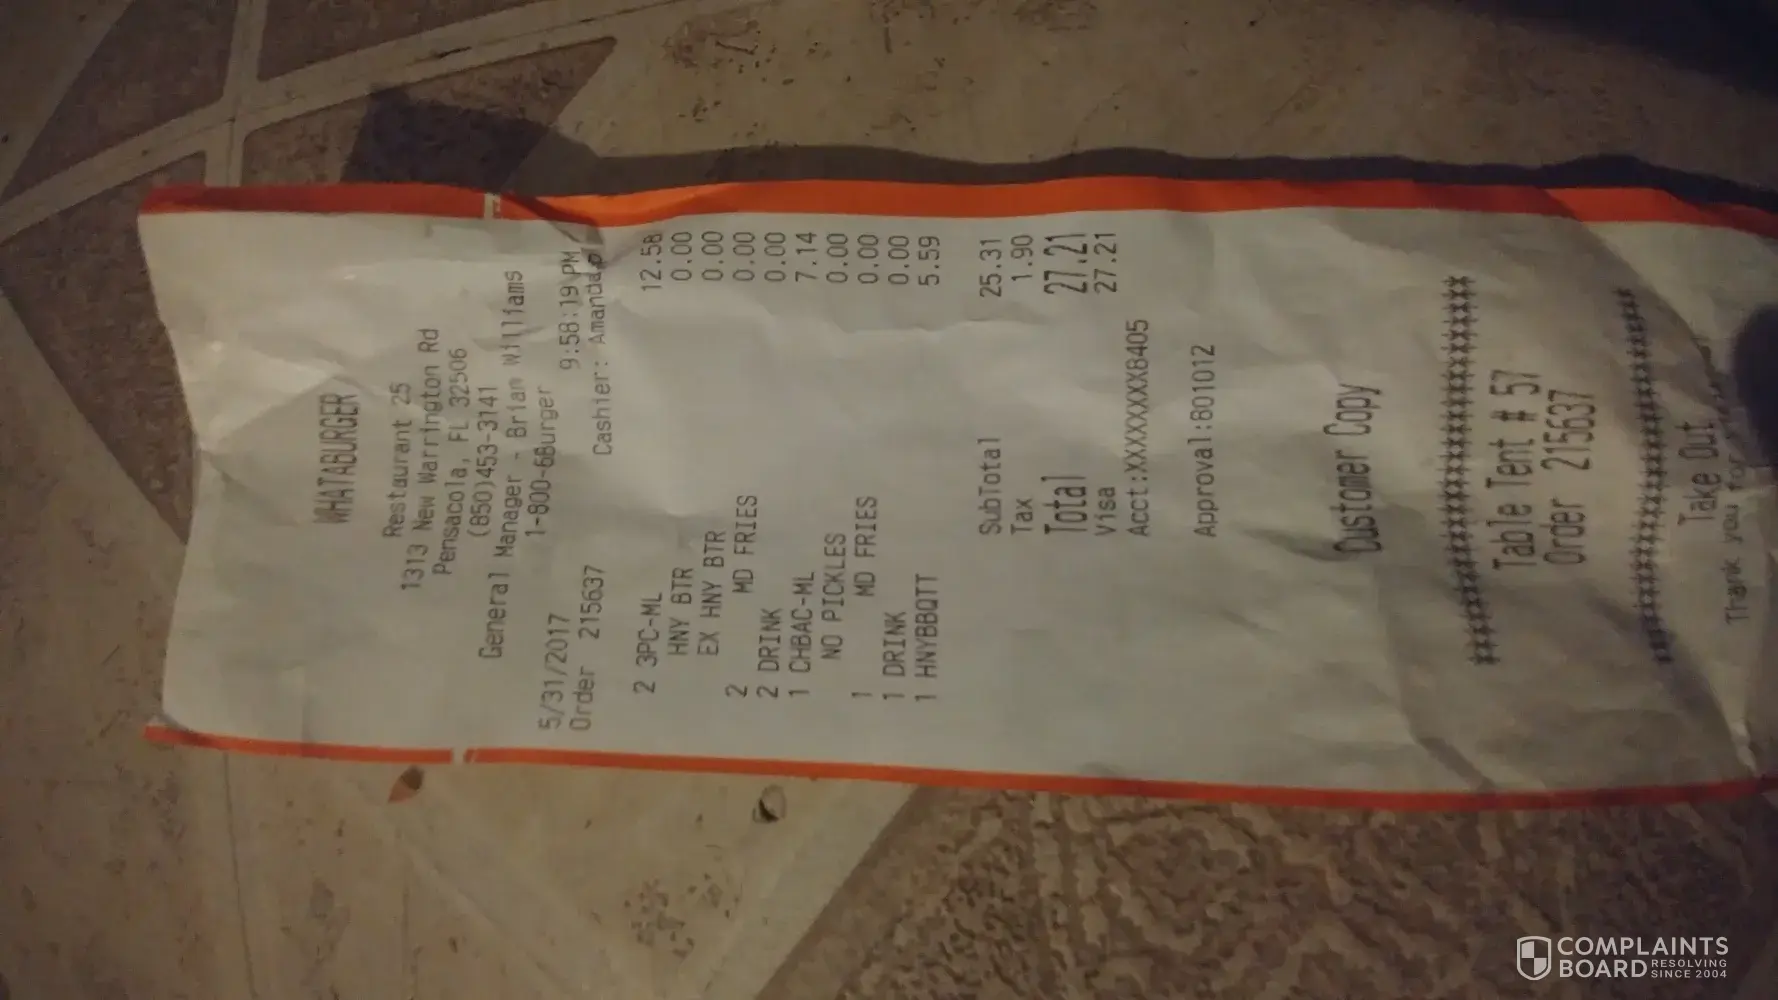 WHATABURGER
Restaurant 25
1313 New Warrington Rd
Pensacola, FL 32506
(850)453-3141
General Manager - Brian Williams
1-800-6Burger
5/31/2017 9:58:19 PM
Order 215637 Cashier: Amanda
2 3PC-ML 12.58
HNY BTR 0.00
EX HNY BTR 0.00
2 MD FRIES 0.00
2 DRINK 0.00
1 CHBAC-ML 7.14
NO PICKLES 0.00
1 MD FRIES 0.00
1 DRINK 0.00
1 HNYBBQTT 5.59
SubTotal 25.31
Tax 1.90
Total 27.21
Visa 27.21
Acct:XXXXXXXX8405
Approval:801012
Customer Copy
Table Tent # 57
Order 215637
Take Out
Thank you for
COMPLAINTS
BOARD RESOLVING
SINCE 2004